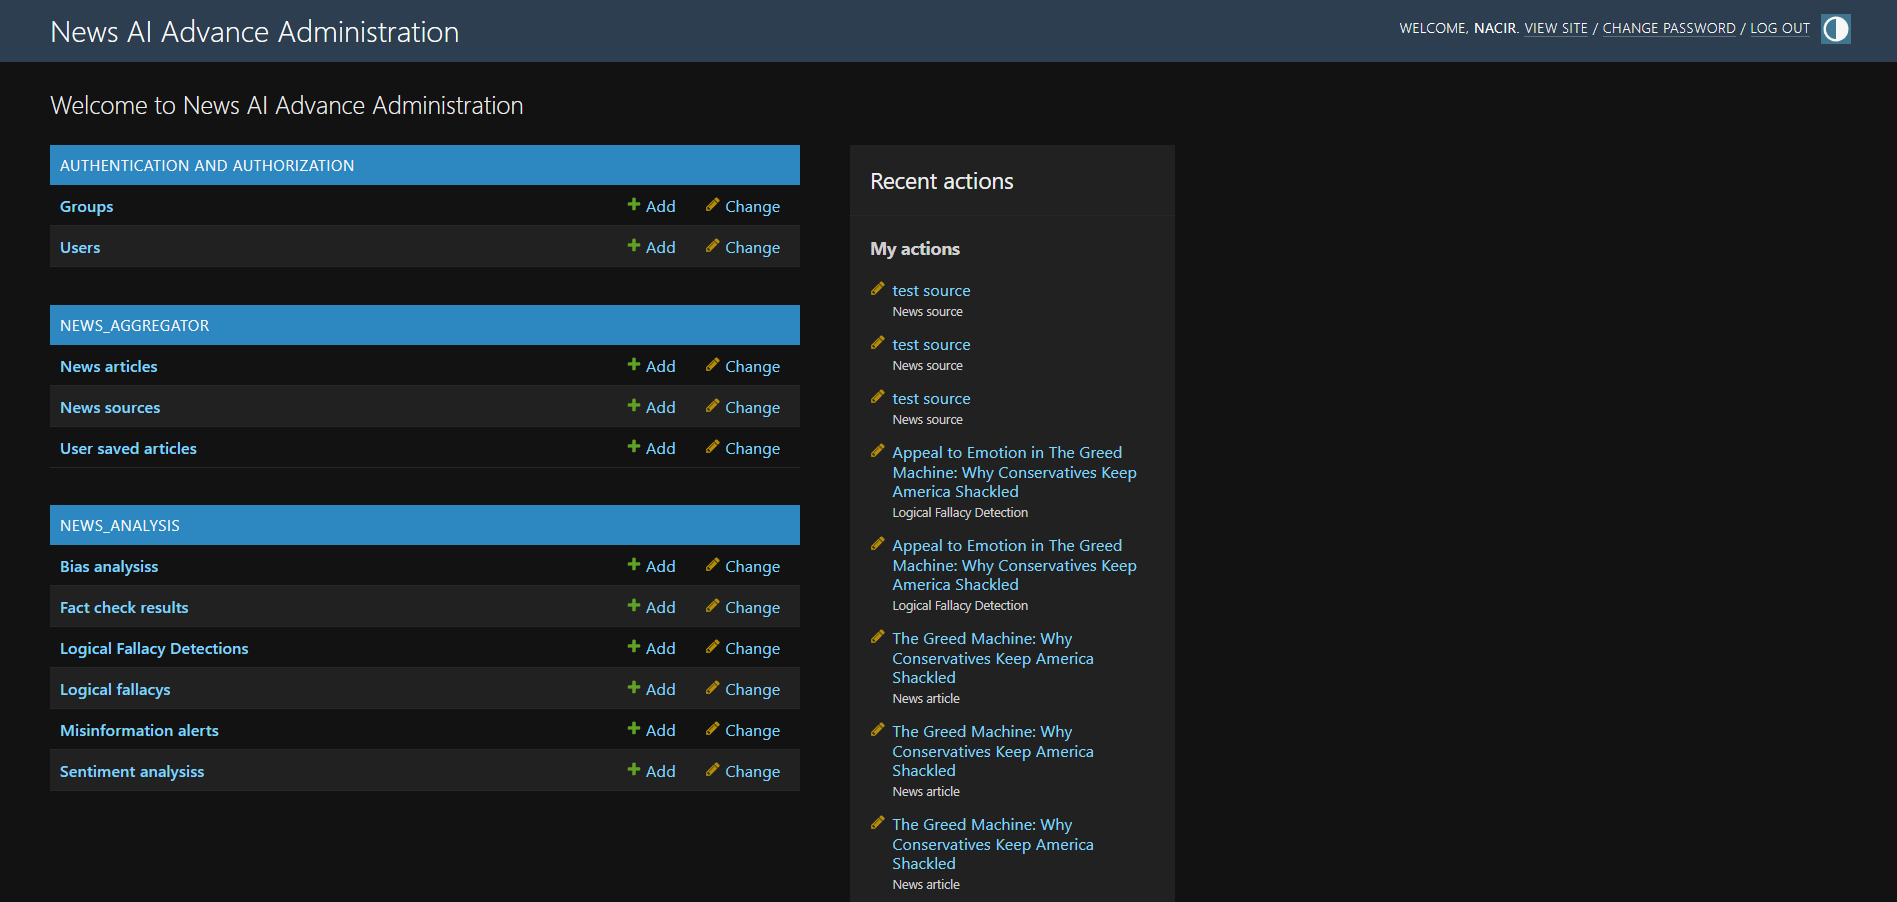 News AI Advance Administration
WELCOME, NACIR. VIEW SITE / CHANGE PASSWORD / LOG OUT
Welcome to News AI Advance Administration
AUTHENTICATION AND AUTHORIZATION
Groups Add Change
Users Add Change
NEWS_AGGREGATOR
News articles Add Change
News sources Add Change
User saved articles Add Change
NEWS_ANALYSIS
Bias analysiss Add Change
Fact check results Add Change
Logical Fallacy Detections Add Change
Logical fallacys Add Change
Misinformation alerts Add Change
Sentiment analysiss Add Change
Recent actions
My actions
test source
News source
test source
News source
test source
News source
Appeal to Emotion in The Greed
Machine: Why Conservatives Keep
America Shackled
Logical Fallacy Detection
Appeal to Emotion in The Greed
Machine: Why Conservatives Keep
America Shackled
Logical Fallacy Detection
The Greed Machine: Why
Conservatives Keep America
Shackled
News article
The Greed Machine: Why
Conservatives Keep America
Shackled
News article
The Greed Machine: Why
Conservatives Keep America
Shackled
News article